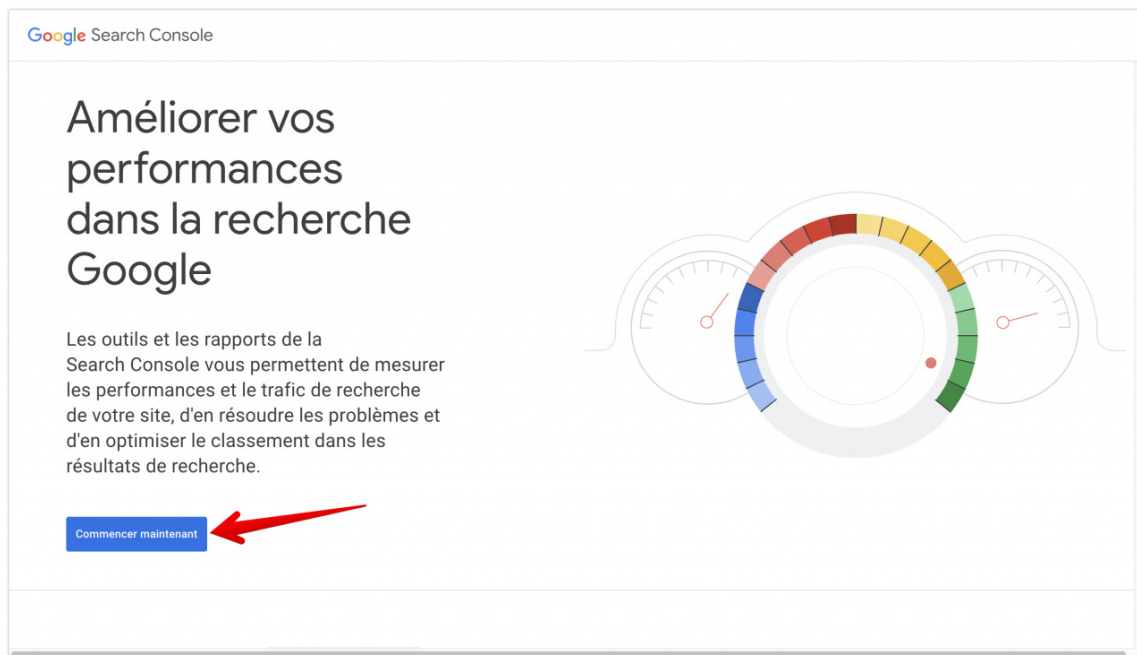 Google Search Console
Améliorer vos
performances
dans la recherche
Google
Les outils et les rapports de la
Search Console vous permettent de mesurer
les performances et le trafic de recherche
de votre site, d'en résoudre les problèmes et
d'en optimiser le classement dans les
résultats de recherche.
Commencer maintenant